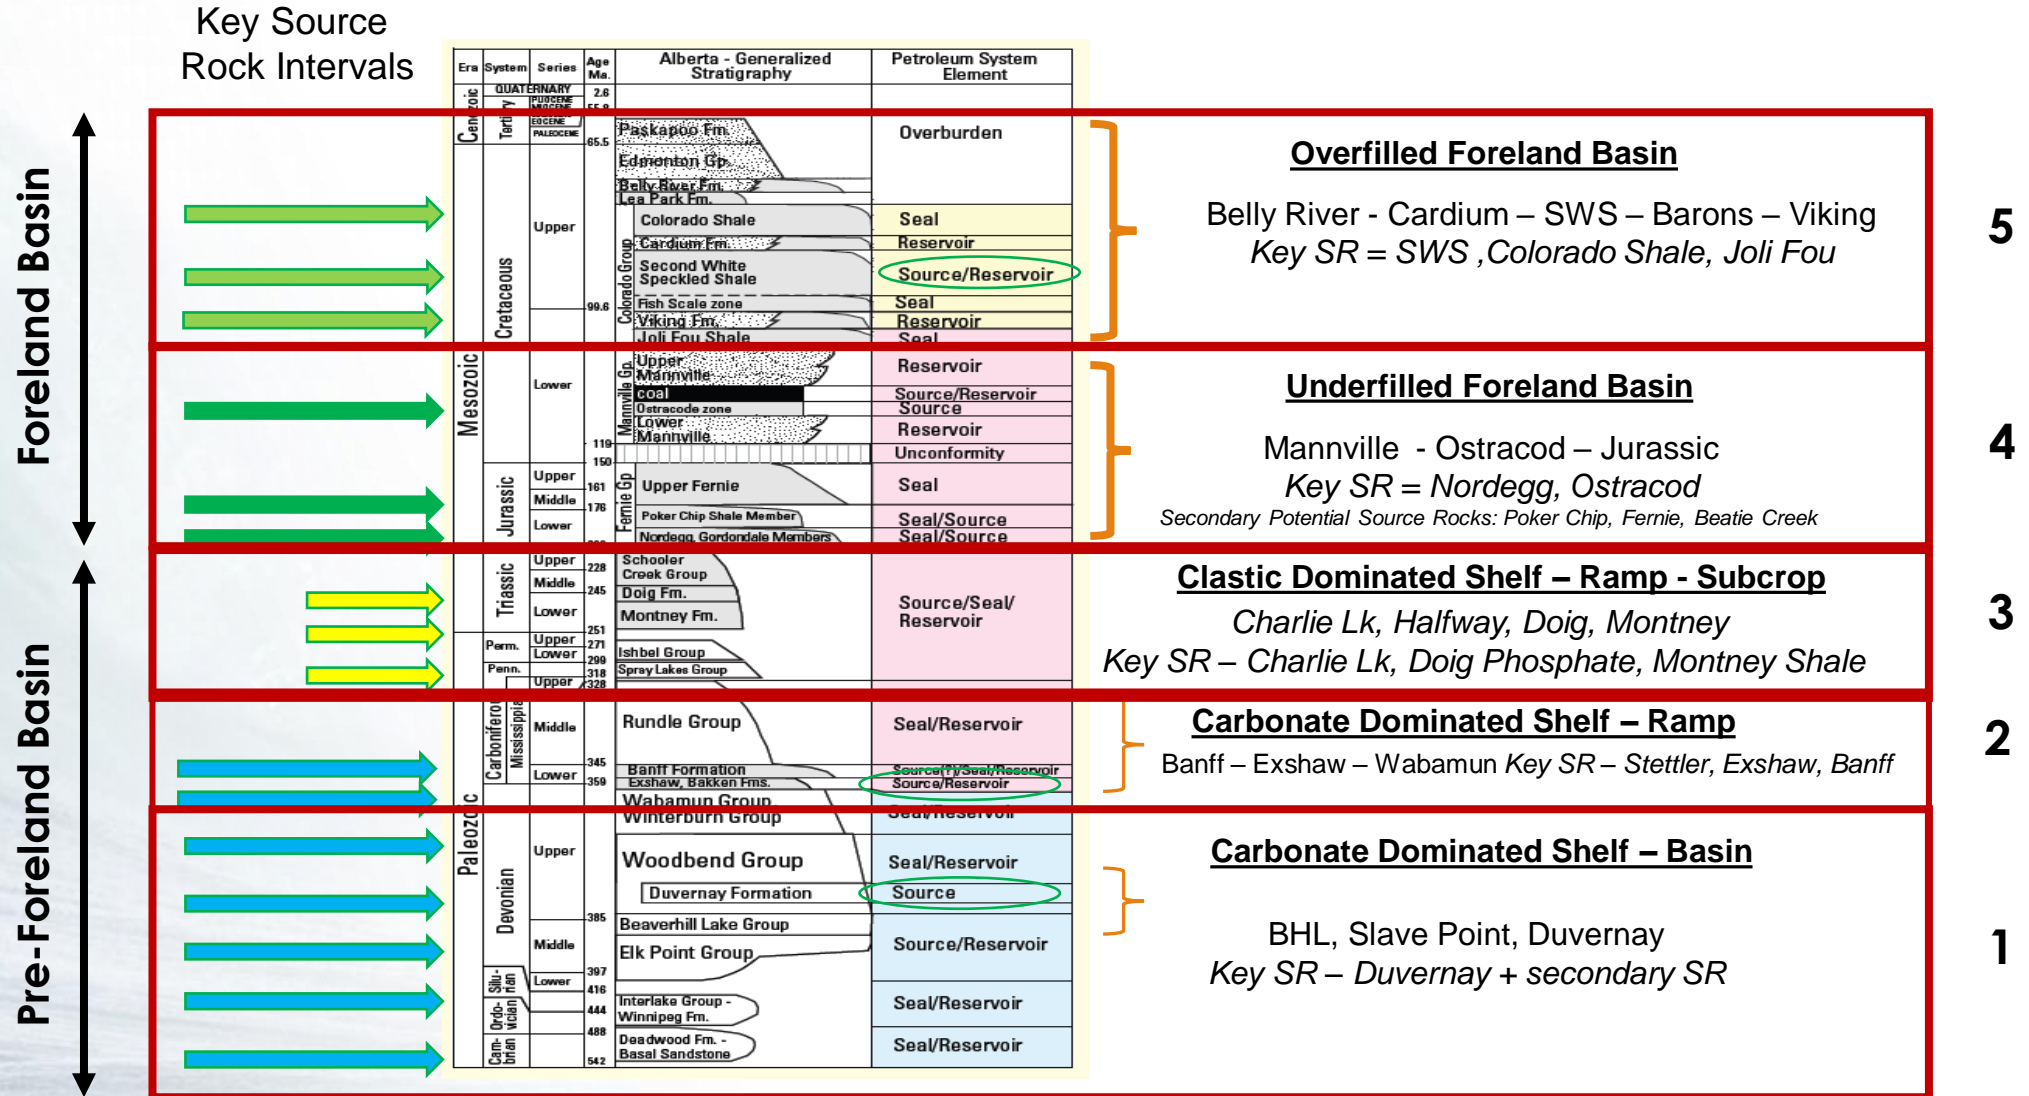 Key Source
Rock Intervals
Era System Series Age Ma. Alberta - Generalized Stratigraphy Petroleum System Element
Foreland Basin
Pre-Foreland Basin
Cenozoic
Mesozoic
Paleozoic
QUATERNARY
Tertiary
Cretaceous
Jurassic
Triassic
Perm.
Penn.
Carboniferous
Mississippia
Devonian
Silu-
rian
Ordo-
vician
Cam-
brian
EOCENE
PALEOCENE
Upper
Lower
Upper
Middle
Lower
Upper
Middle
Lower
Upper
Lower
Upper
Middle
Lower
Upper
Middle
Lower
2.6
55.8
65.5
99.6
119
150
161
176
228
245
251
271
299
318
328
345
359
385
397
416
444
488
542
Paskapoo Fm.
Edmonton Gp.
Belly River Fm.
Lea Park Fm.
Colorado Group
Colorado Shale
Cardium Fm.
Second White
Speckled Shale
Fish Scale zone
Viking Fm.
Joli Fou Shale
Mannville Gp.
Upper
Mannville
coal
Ostracode zone
Lower
Mannville
Fernie Gp
Upper Fernie
Poker Chip Shale Member
Nordegg, Gordondale Members
Schooler
Creek Group
Doig Fm.
Montney Fm.
Ishbel Group
Spray Lakes Group
Rundle Group
Banff Formation
Exshaw, Bakken Fms.
Wabamun Group
Winterburn Group
Woodbend Group
Duvernay Formation
Beaverhill Lake Group
Elk Point Group
Interlake Group -
Winnipeg Fm.
Deadwood Fm. -
Basal Sandstone
Overburden
Seal
Reservoir
Source/Reservoir
Seal
Reservoir
Seal
Reservoir
Source/Reservoir
Source
Reservoir
Unconformity
Seal
Seal/Source
Seal/Source
Source/Seal/
Reservoir
Seal/Reservoir
Source(?)/Seal/Reservoir
Source/Reservoir
Seal/Reservoir
Seal/Reservoir
Source
Source/Reservoir
Seal/Reservoir
Seal/Reservoir
Overfilled Foreland Basin
Belly River - Cardium – SWS – Barons – Viking
Key SR = SWS ,Colorado Shale, Joli Fou
5
Underfilled Foreland Basin
Mannville - Ostracod – Jurassic
Key SR = Nordegg, Ostracod
Secondary Potential Source Rocks: Poker Chip, Fernie, Beatie Creek
4
Clastic Dominated Shelf – Ramp - Subcrop
Charlie Lk, Halfway, Doig, Montney
Key SR – Charlie Lk, Doig Phosphate, Montney Shale
3
Carbonate Dominated Shelf – Ramp
Banff – Exshaw – Wabamun Key SR – Stettler, Exshaw, Banff
2
Carbonate Dominated Shelf – Basin
BHL, Slave Point, Duvernay
Key SR – Duvernay + secondary SR
1